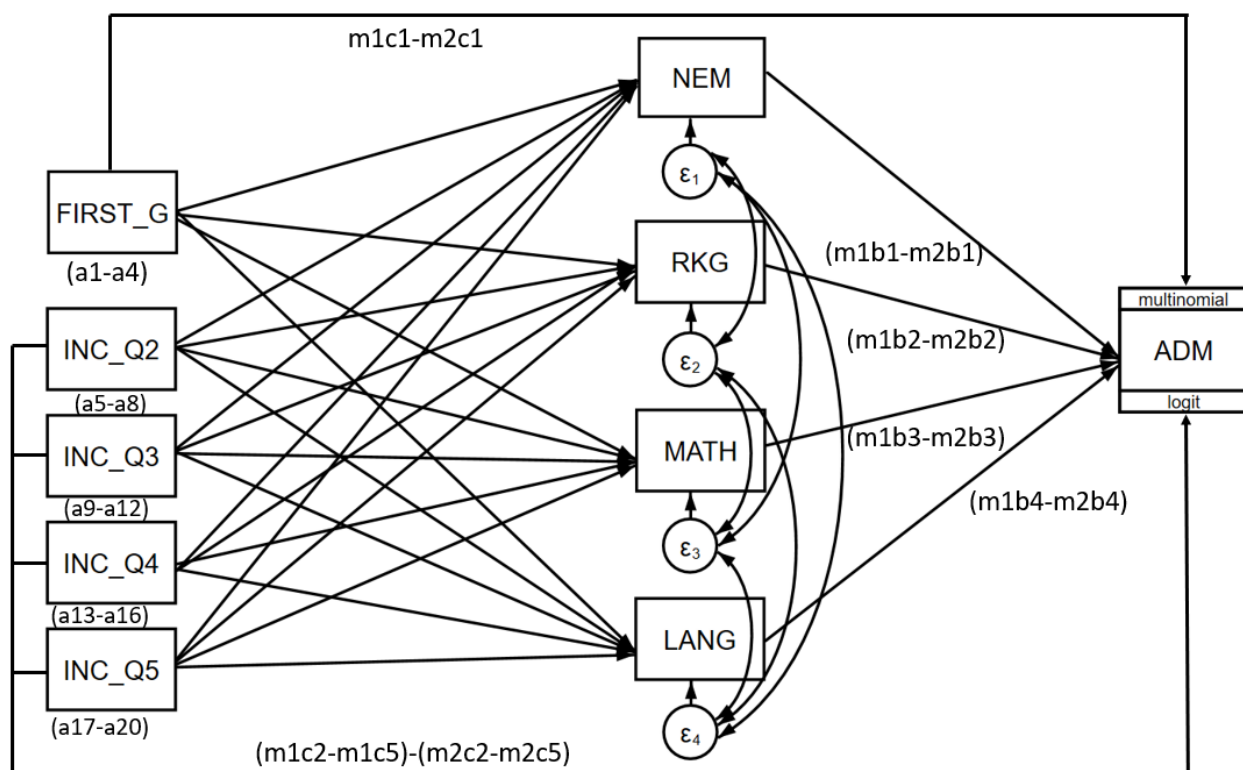 m1c1-m2c1
NEM
ε1
FIRST_G
(a1-a4)
RKG
(m1b1-m2b1)
multinomial
ADM
logit
INC_Q2
(a5-a8)
ε2
(m1b2-m2b2)
INC_Q3
(a9-a12)
MATH
(m1b3-m2b3)
(m1b4-m2b4)
INC_Q4
(a13-a16)
ε3
INC_Q5
(a17-a20)
LANG
ε4
(m1c2-m1c5)-(m2c2-m2c5)